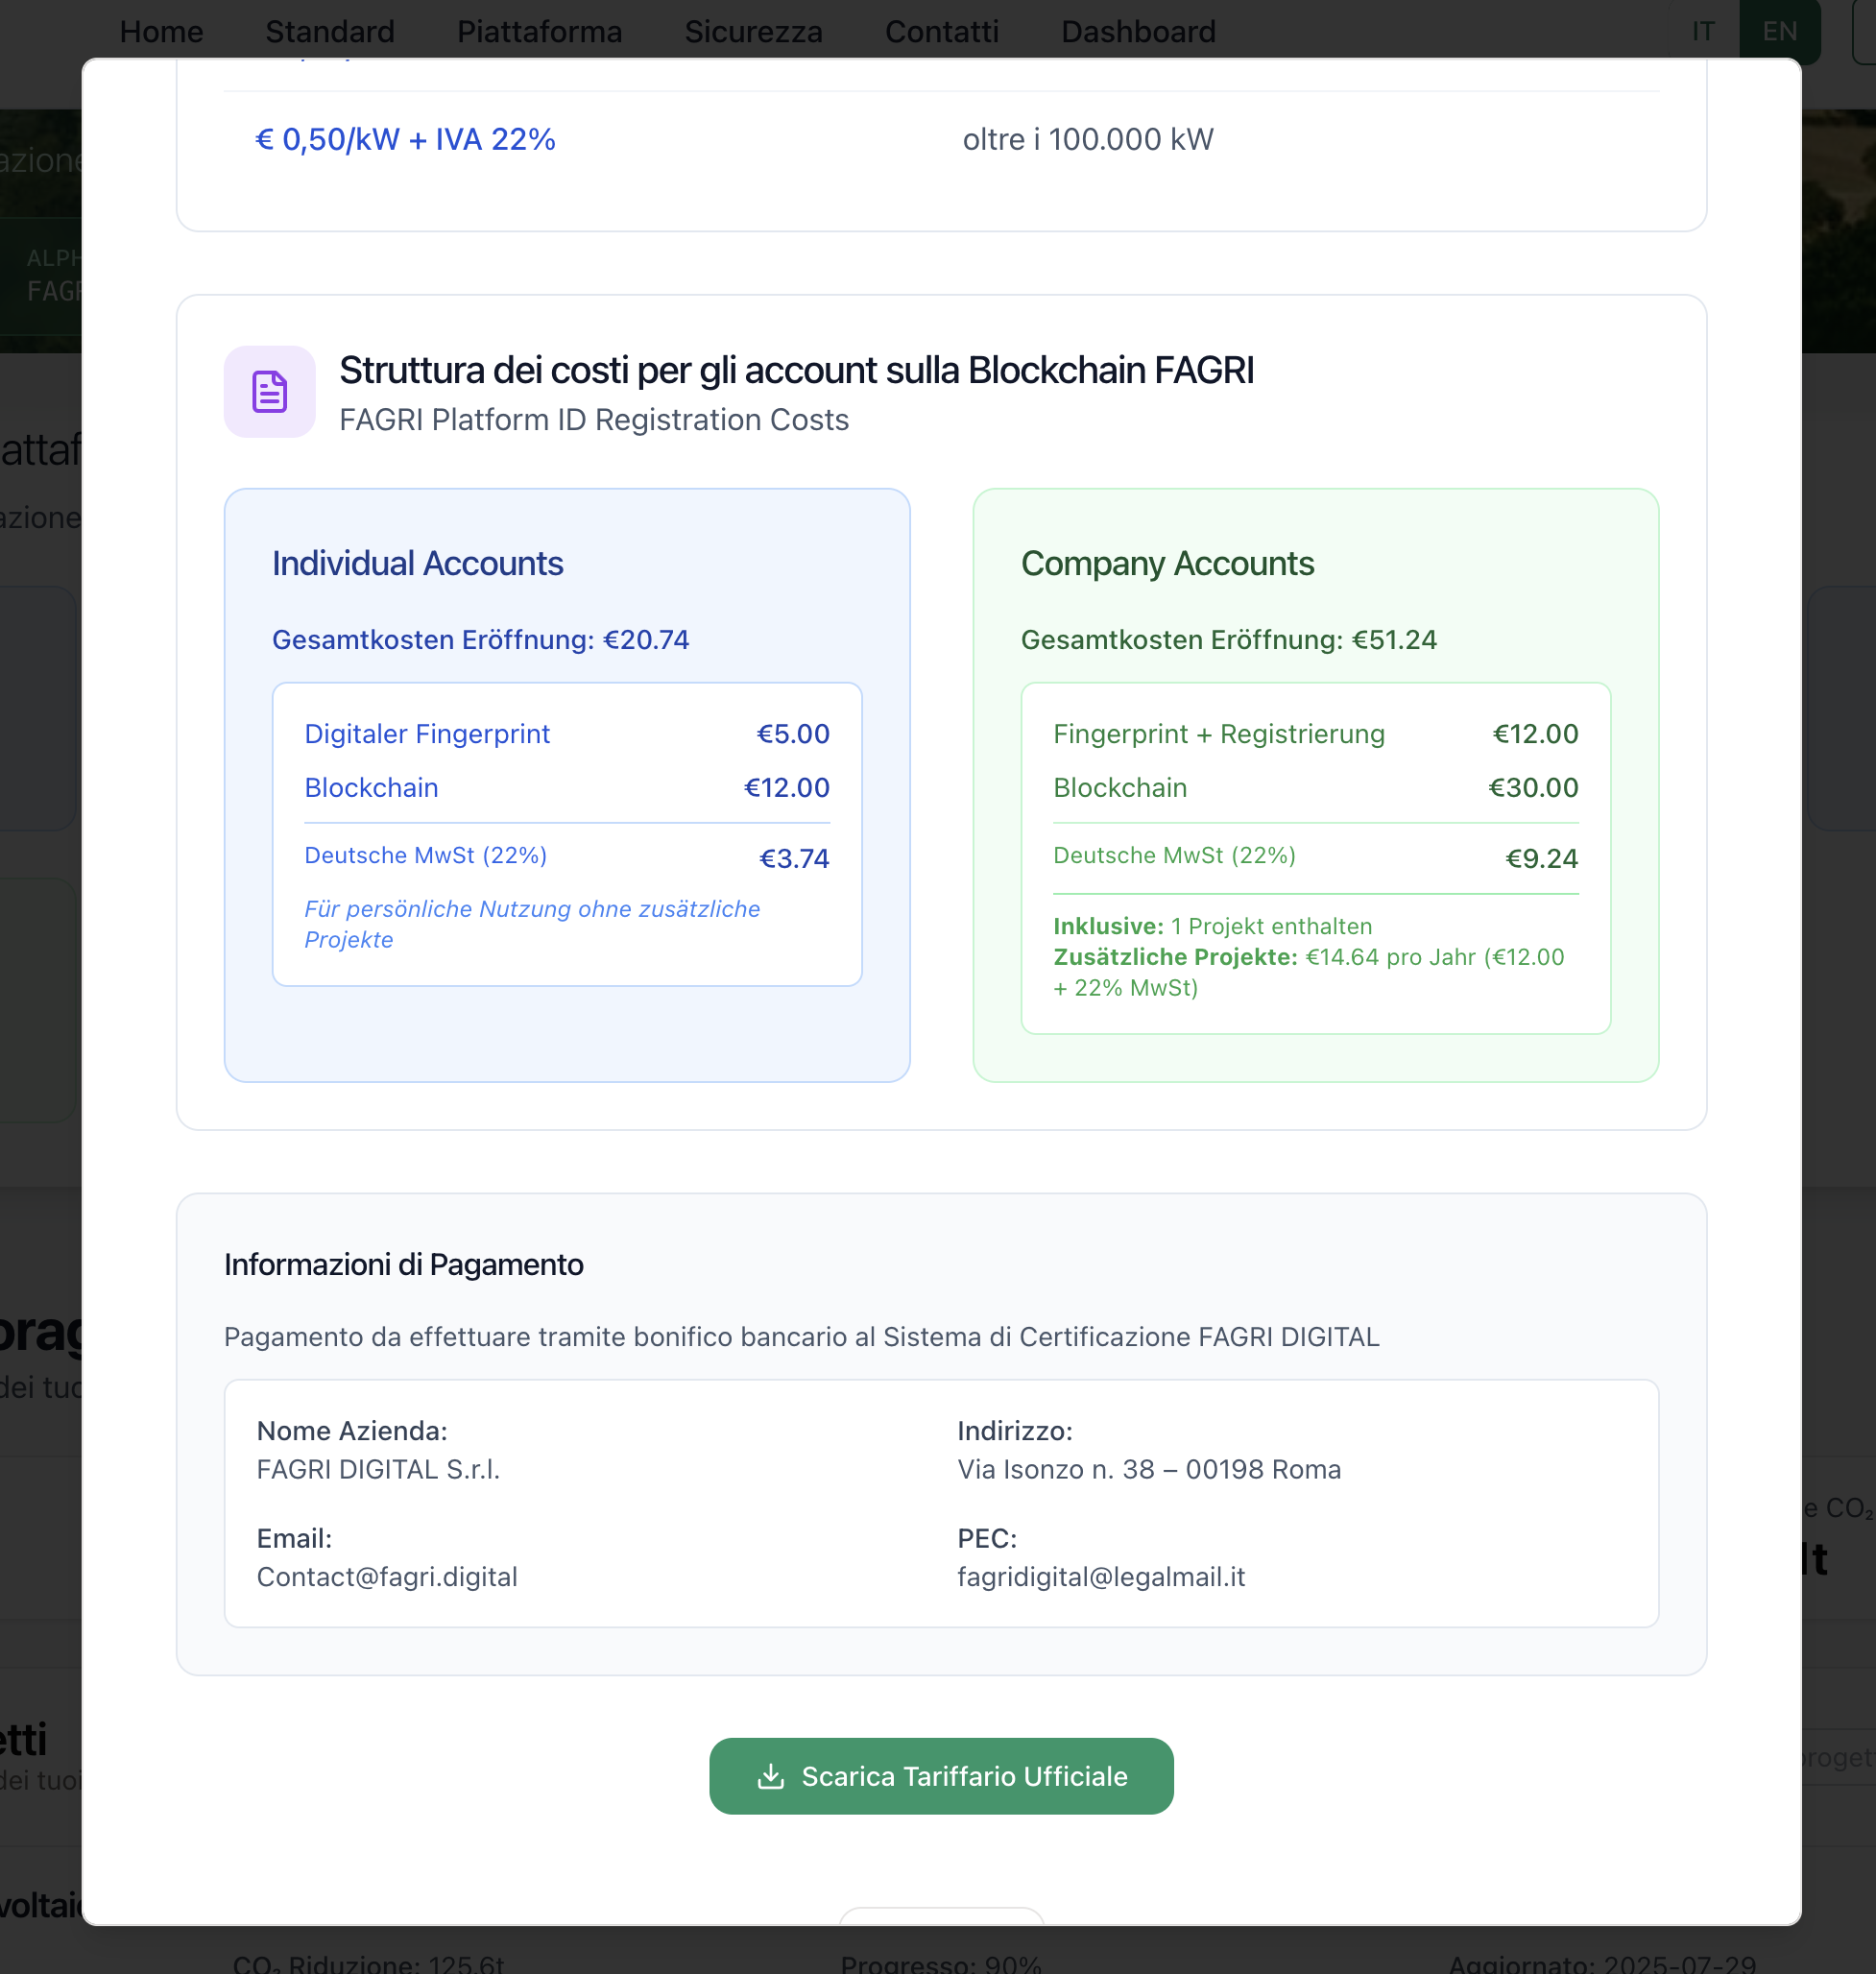 Home Standard Piattaforma Sicurezza Contatti Dashboard IT EN
€ 0,50/kW + IVA 22% oltre i 100.000 kW
Struttura dei costi per gli account sulla Blockchain FAGRI
FAGRI Platform ID Registration Costs
Individual Accounts
Gesamtkosten Eröffnung: €20.74
Digitaler Fingerprint €5.00
Blockchain €12.00
Deutsche MwSt (22%) €3.74
Für persönliche Nutzung ohne zusätzliche
Projekte
Company Accounts
Gesamtkosten Eröffnung: €51.24
Fingerprint + Registrierung €12.00
Blockchain €30.00
Deutsche MwSt (22%) €9.24
Inklusive: 1 Projekt enthalten
Zusätzliche Projekte: €14.64 pro Jahr (€12.00
+ 22% MwSt)
Informazioni di Pagamento
Pagamento da effettuare tramite bonifico bancario al Sistema di Certificazione FAGRI DIGITAL
Nome Azienda:
FAGRI DIGITAL S.r.l.
Indirizzo:
Via Isonzo n. 38 – 00198 Roma
Email:
Contact@fagri.digital
PEC:
fagridigital@legalmail.it
Scarica Tariffario Ufficiale
dei tuoi
e CO₂
CO₂ Riduzione: 125.6t Progresso: 90% Aggiornato: 2025-07-29